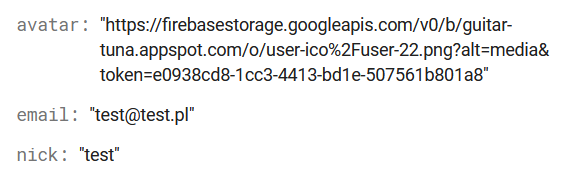 avatar: "https://firebasestorage.googleapis.com/v0/b/guitar-
tuna.appspot.com/o/user-ico%2Fuser-22.png?alt=media&
token=e0938cd8-1cc3-4413-bd1e-507561b801a8"
email: "test@test.pl"
nick: "test"